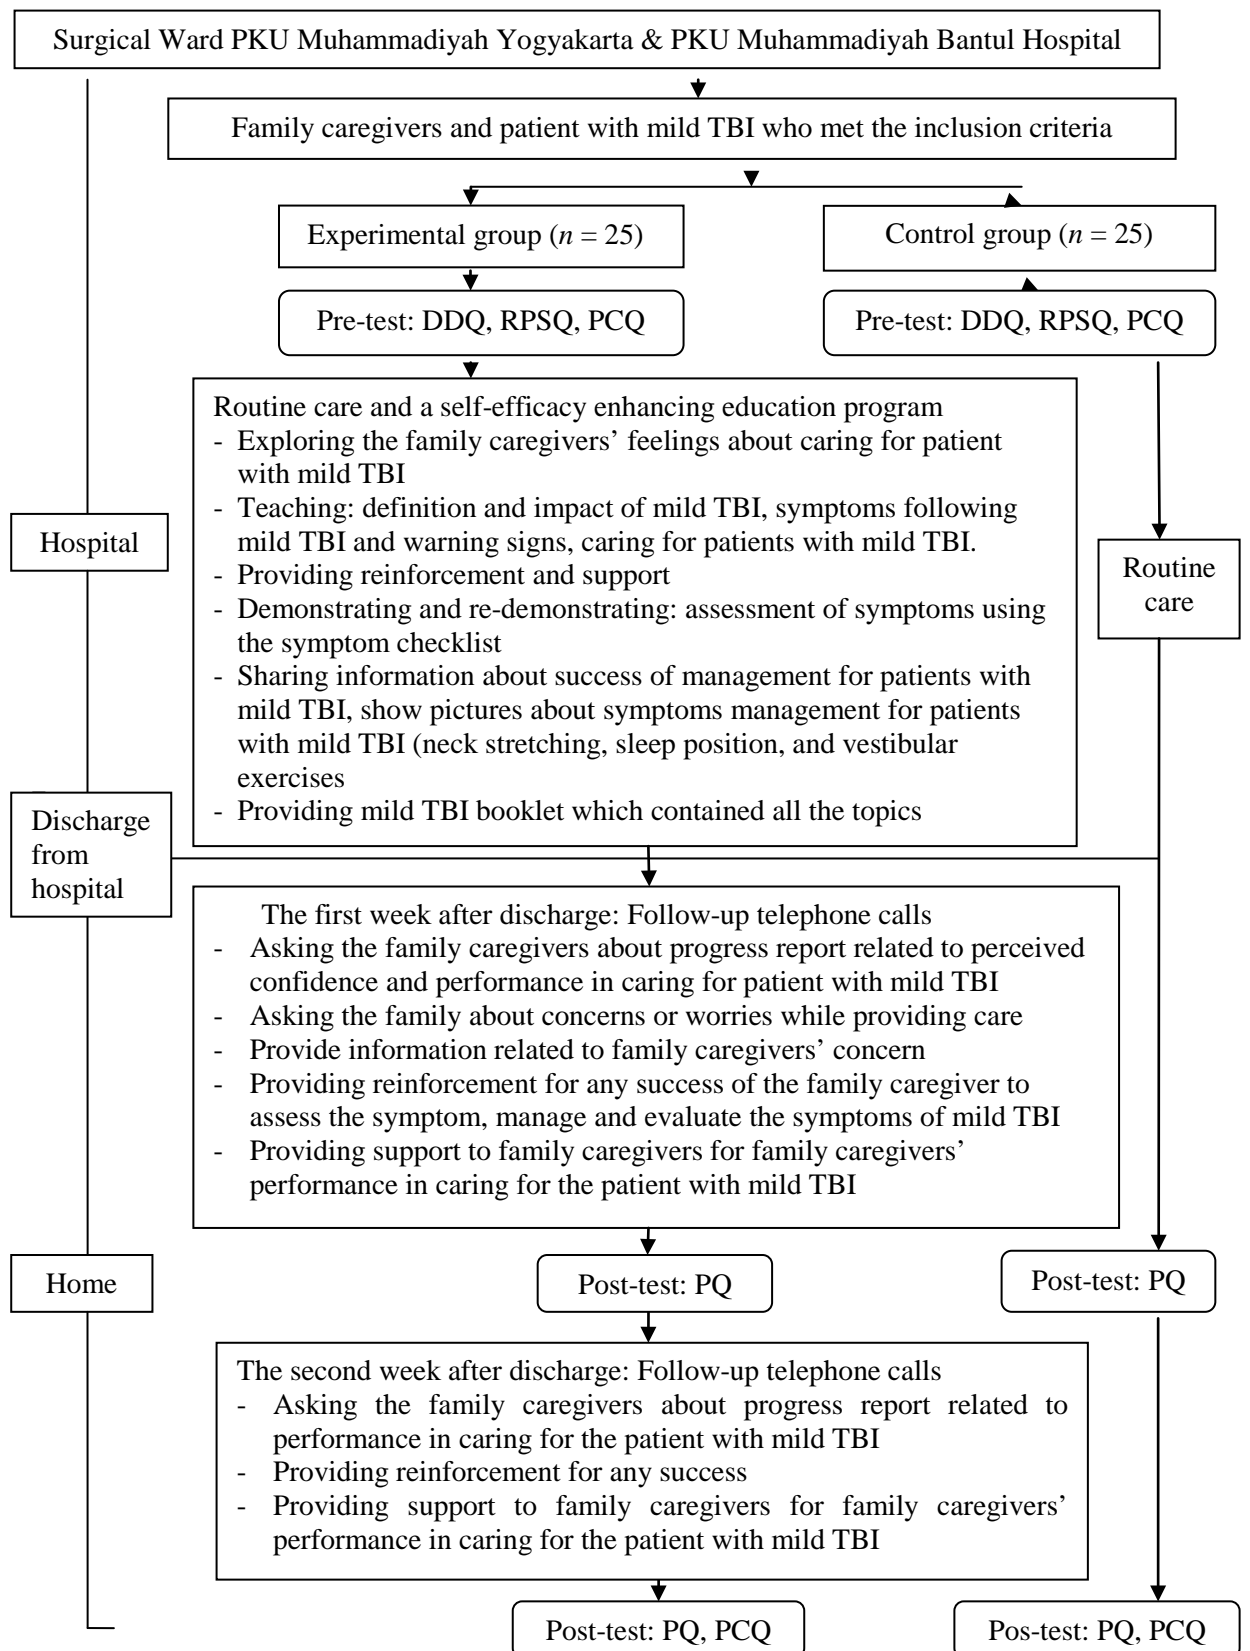 Surgical Ward PKU Muhammadiyah Yogyakarta & PKU Muhammadiyah Bantul Hospital
Family caregivers and patient with mild TBI who met the inclusion criteria
Experimental group (n = 25)
Control group (n = 25)
Pre-test: DDQ, RPSQ, PCQ
Pre-test: DDQ, RPSQ, PCQ
Routine care and a self-efficacy enhancing education program
- Exploring the family caregivers’ feelings about caring for patient
with mild TBI
- Teaching: definition and impact of mild TBI, symptoms following
mild TBI and warning signs, caring for patients with mild TBI.
- Providing reinforcement and support
- Demonstrating and re-demonstrating: assessment of symptoms using
the symptom checklist
- Sharing information about success of management for patients with
mild TBI, show pictures about symptoms management for patients
with mild TBI (neck stretching, sleep position, and vestibular
exercises
- Providing mild TBI booklet which contained all the topics
Hospital
Routine
care
Discharge
from
hospital
The first week after discharge: Follow-up telephone calls
- Asking the family caregivers about progress report related to perceived
confidence and performance in caring for patient with mild TBI
- Asking the family about concerns or worries while providing care
- Provide information related to family caregivers’ concern
- Providing reinforcement for any success of the family caregiver to
assess the symptom, manage and evaluate the symptoms of mild TBI
- Providing support to family caregivers for family caregivers’
performance in caring for the patient with mild TBI
Home
Post-test: PQ
Post-test: PQ
The second week after discharge: Follow-up telephone calls
- Asking the family caregivers about progress report related to
performance in caring for the patient with mild TBI
- Providing reinforcement for any success
- Providing support to family caregivers for family caregivers’
performance in caring for the patient with mild TBI
Post-test: PQ, PCQ
Pos-test: PQ, PCQ